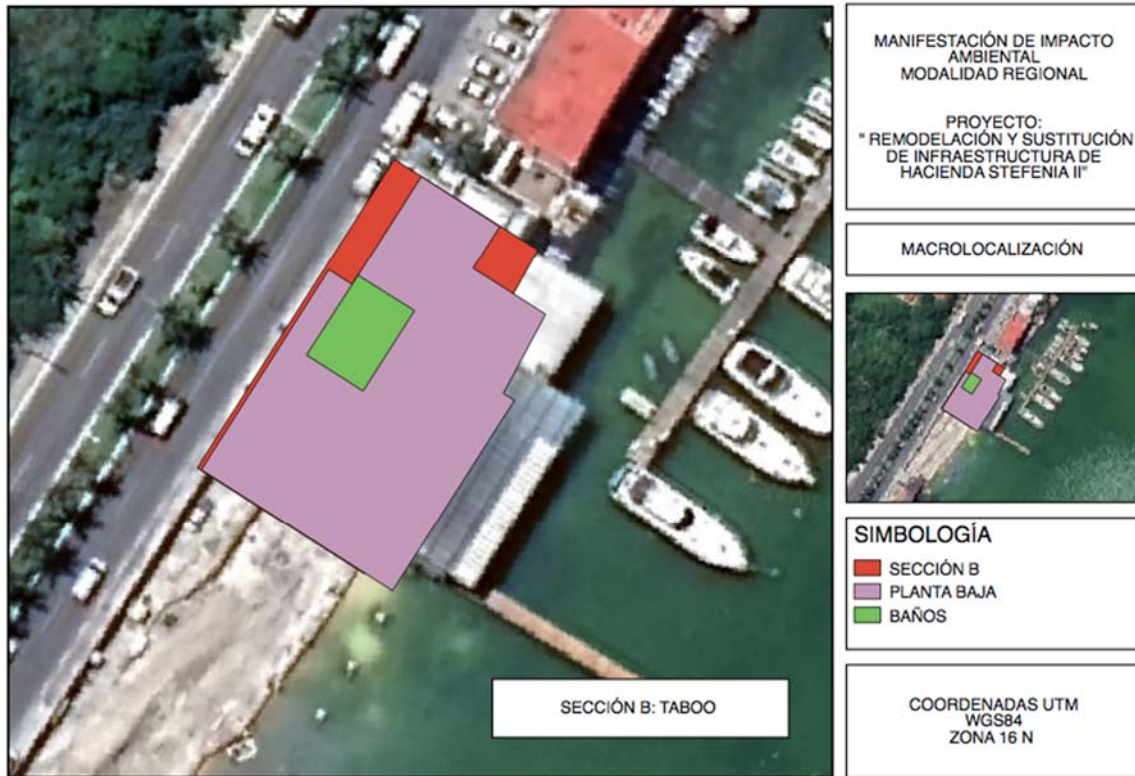 MANIFESTACIÓN DE IMPACTO
AMBIENTAL
MODALIDAD REGIONAL
PROYECTO:
" REMODELACIÓN Y SUSTITUCIÓN
DE INFRAESTRUCTURA DE
HACIENDA STEFENIA II"
MACROLOCALIZACIÓN
SIMBOLOGÍA
SECCIÓN B
PLANTA BAJA
BAÑOS
SECCIÓN B: TABOO
COORDENADAS UTM
WGS84
ZONA 16 N